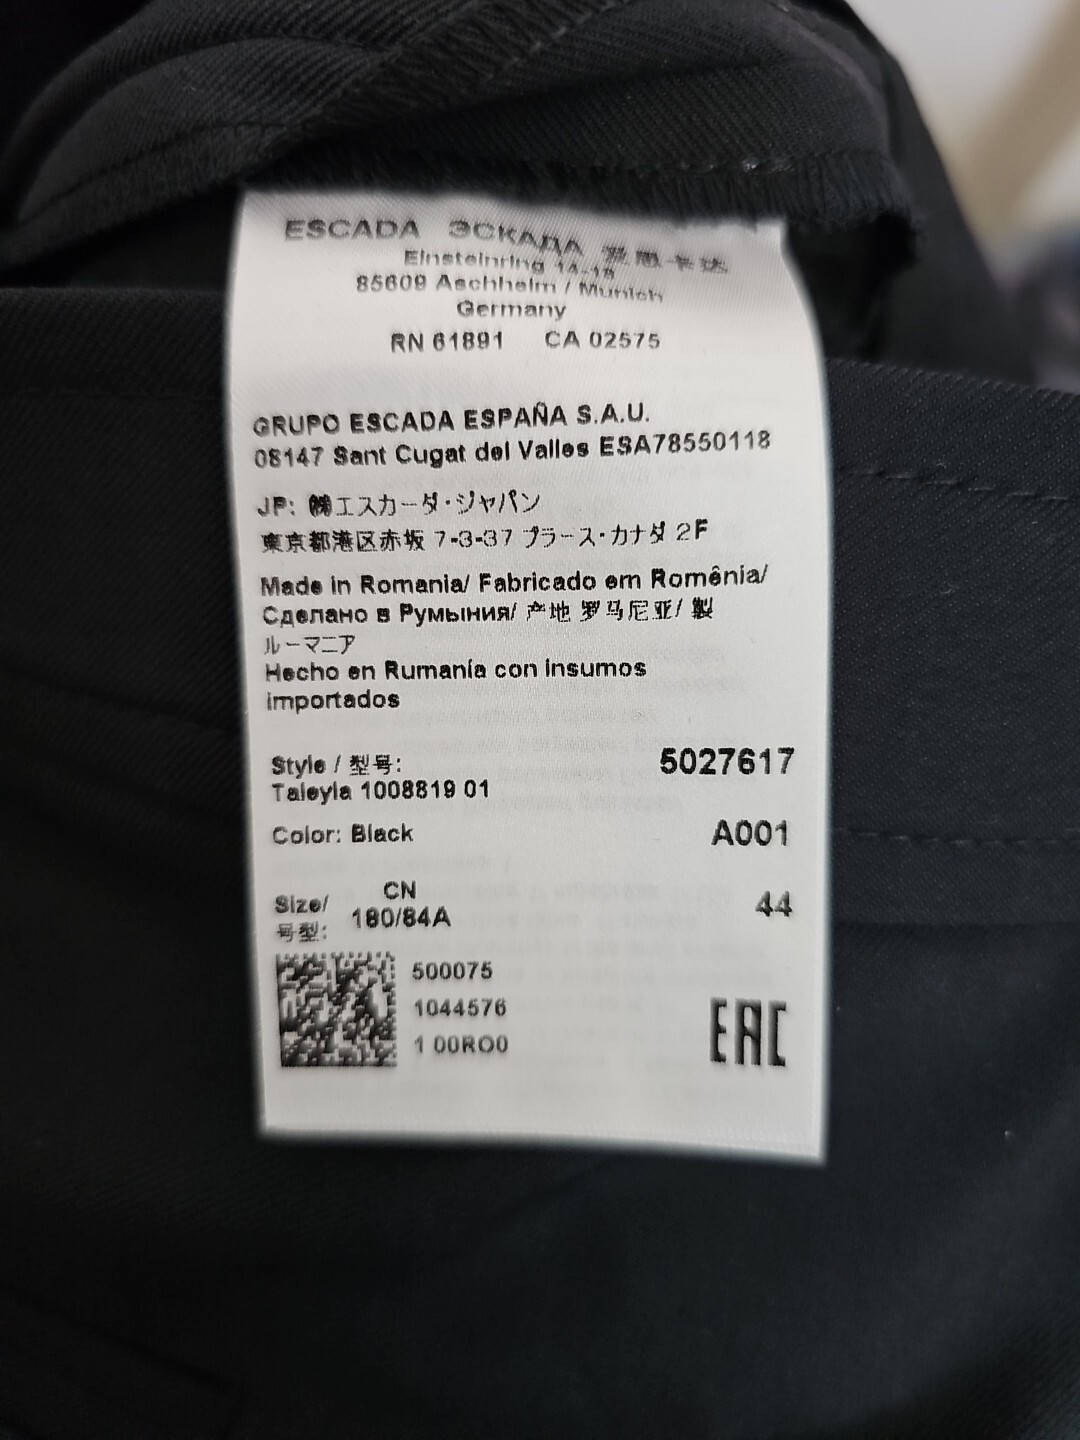 ESCADA ЭСКАДА 爱思卡达
Einsteinring 14-18
85609 Aschheim / Munich
Germany
RN 61891 CA 02575
GRUPO ESCADA ESPAÑA S.A.U.
08147 Sant Cugat del Valles ESA78550118
JP: ㈱エスカーダ・ジャパン
東京都港区赤坂 7-3-37 プラース・カナダ 2F
Made in Romania/ Fabricado em Romênia/
Сделано в Румыния/ 产地 罗马尼亚/ 製
ルーマニア
Hecho en Rumanía con insumos
importados
Style / 型号: 5027617
Taleyla 1008819 01
Color: Black A001
CN
Size/ 180/84A 44
号型:
500075
1044576
1 00RO0
EAC